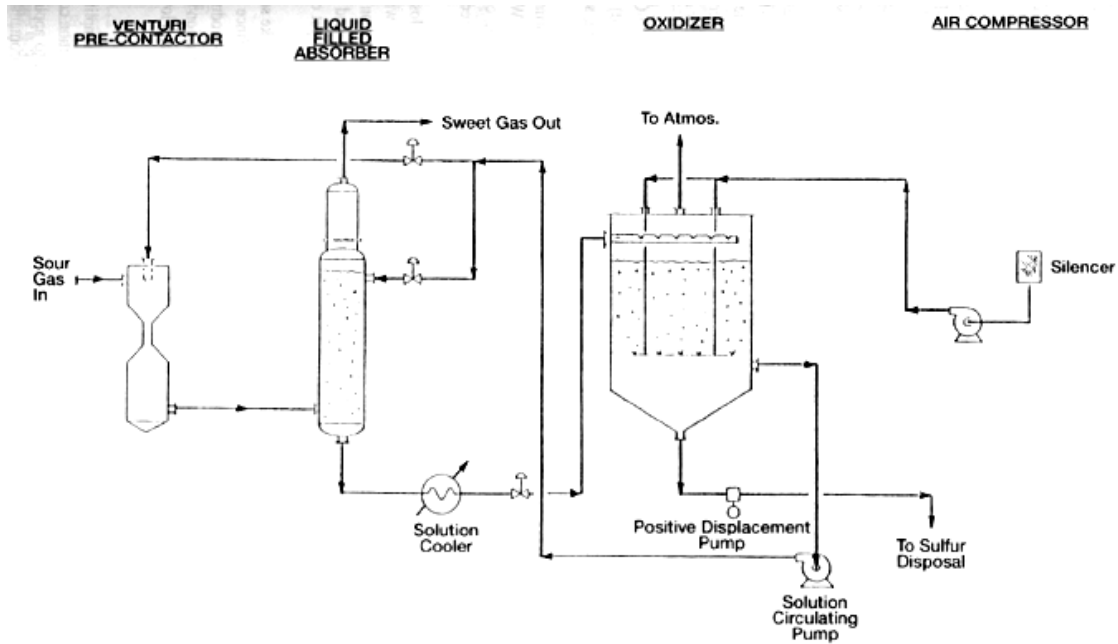 VENTURI
PRE-CONTACTOR
LIQUID
FILLED
ABSORBER
OXIDIZER
AIR COMPRESSOR
Sweet Gas Out
To Atmos.
Sour
Gas
In
Silencer
Solution
Cooler
Positive Displacement
Pump
To Sulfur
Disposal
Solution
Circulating
Pump